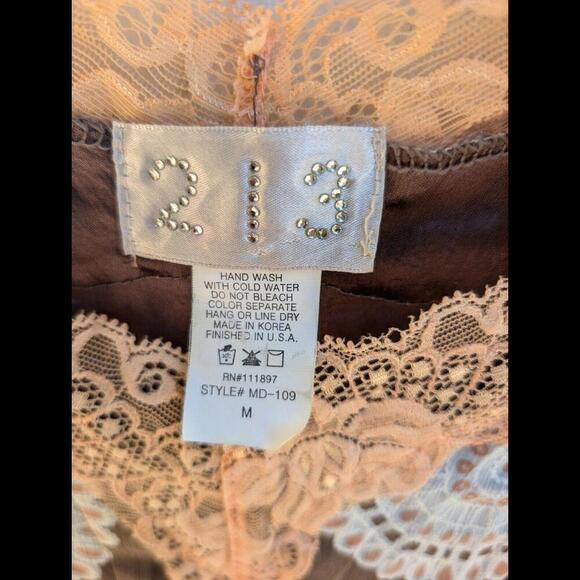 213
HAND WASH
WITH COLD WATER
DO NOT BLEACH
COLOR SEPARATE
HANG OR LINE DRY
MADE IN KOREA
FINISHED IN U.S.A.
RN#111897
STYLE# MD-109
M